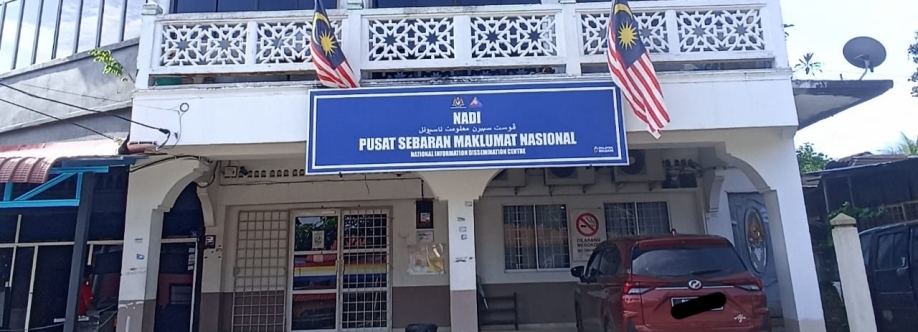 NADI
ڤوست سيبرن معلومت ناسيونل
PUSAT SEBARAN MAKLUMAT NASIONAL
NATIONAL INFORMATION DISSEMINATION CENTRE
DILARANG
MEROKOK